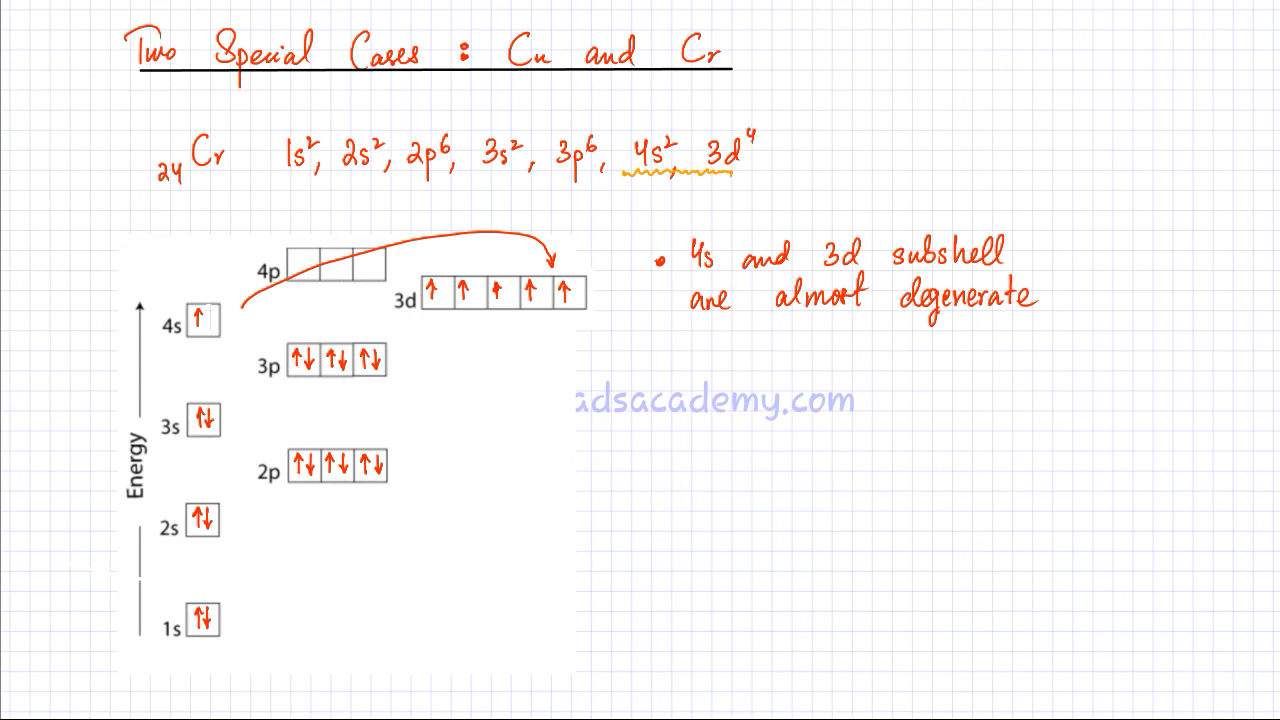 Two Special Cases : Cu and Cr
₂₄Cr 1s², 2s², 2p⁶, 3s², 3p⁶, 4s², 3d⁴
4p
3d
4s
3p
3s
2p
2s
1s
Energy
• 4s and 3d subshell
are almost degenerate
adsacademy.com